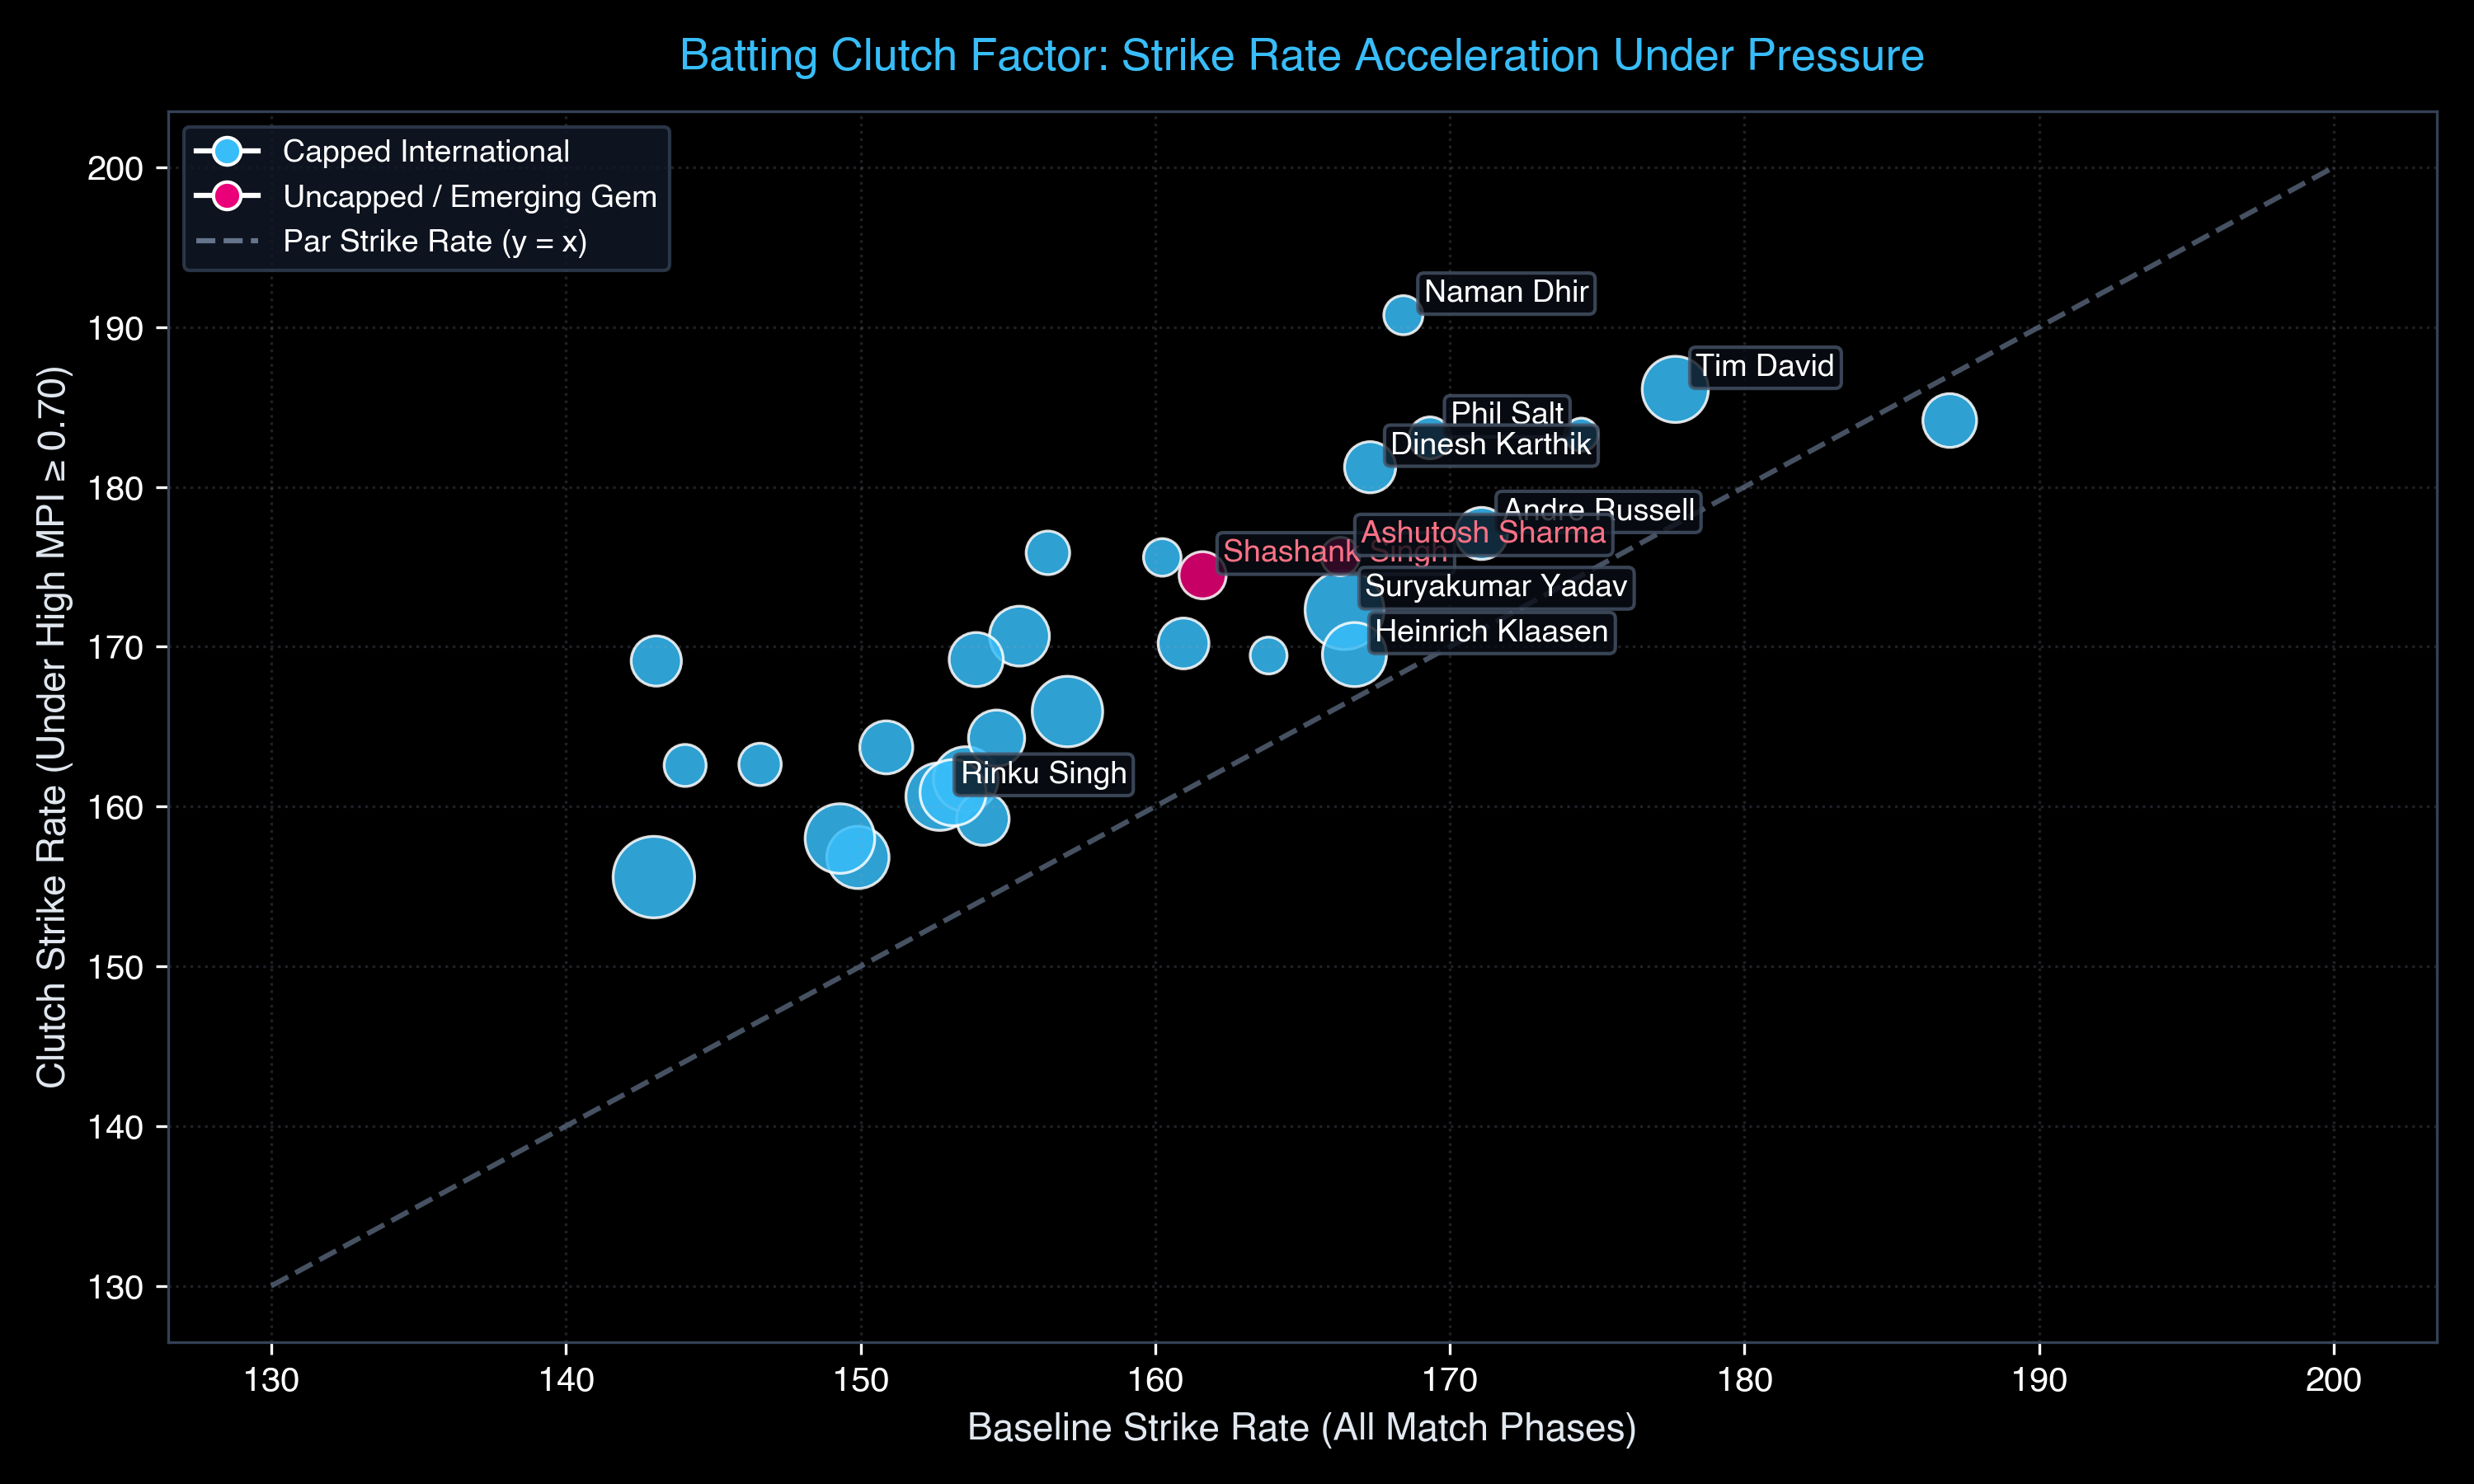 Batting Clutch Factor: Strike Rate Acceleration Under Pressure
Capped International
Uncapped / Emerging Gem
Par Strike Rate (y = x)
Naman Dhir
Tim David
Phil Salt
Dinesh Karthik
Andre Russell
Ashutosh Sharma
Shashank Singh
Suryakumar Yadav
Heinrich Klaasen
Rinku Singh
Clutch Strike Rate (Under High MPI ≥ 0.70)
200
190
180
170
160
150
140
130
130 140 150 160 170 180 190 200
Baseline Strike Rate (All Match Phases)